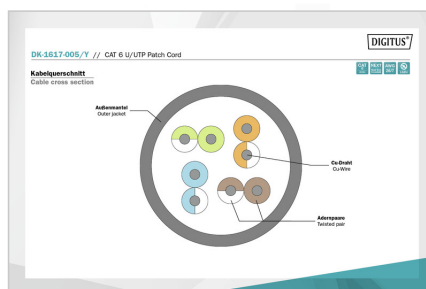 DIGITUS®
DK-1617-005/Y // CAT 6 U/UTP Patch Cord
Kabelquerschnitt
Cable cross section
Außenmantel
Outer jacket
Cu-Draht
Cu-Wire
Adernpaare
Twisted pair